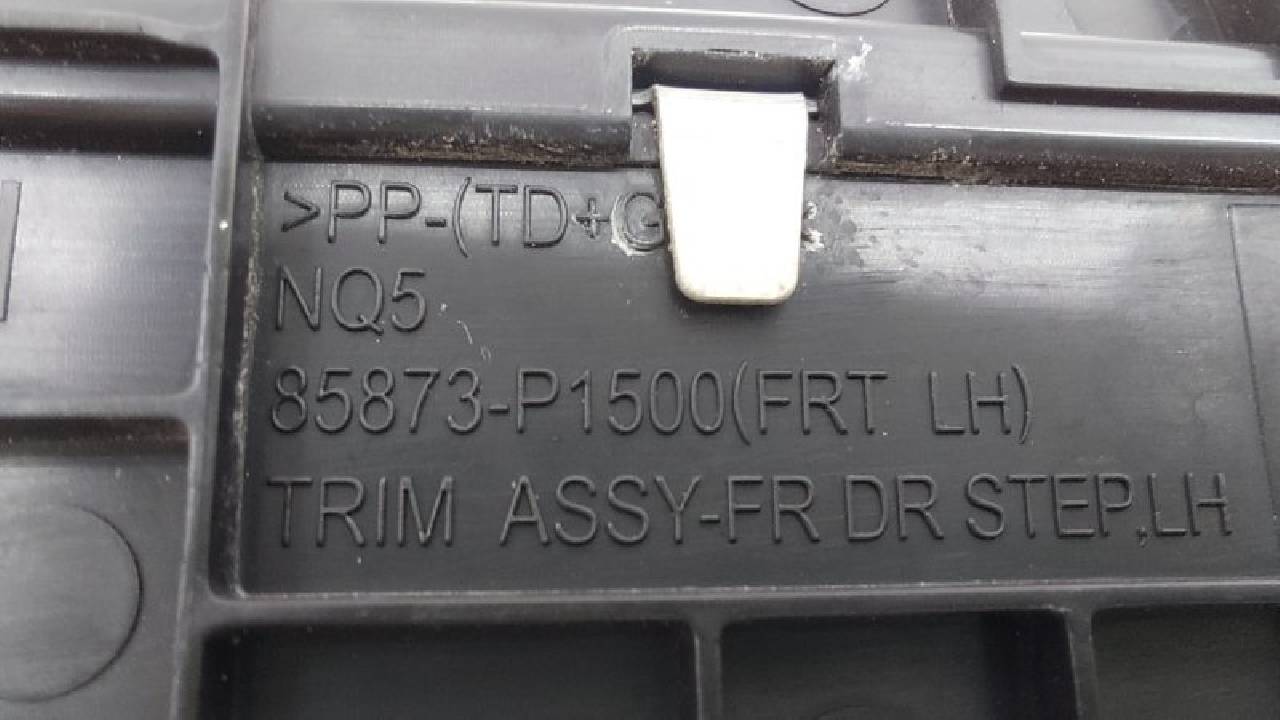 >PP-(TD+G
NQ5
85873-P1500(FRT LH)
TRIM ASSY-FR DR STEP,LH